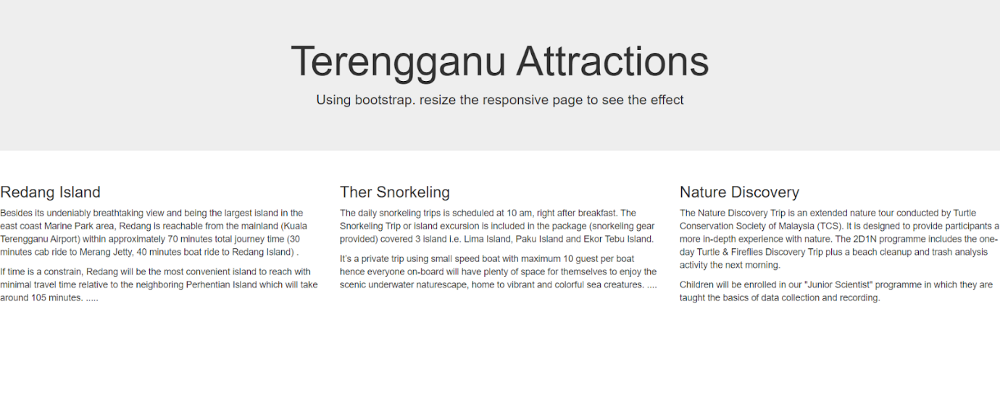 Terengganu Attractions
Using bootstrap. resize the responsive page to see the effect
Redang Island
Besides its undeniably breathtaking view and being the largest island in the
east coast Marine Park area, Redang is reachable from the mainland (Kuala
Terengganu Airport) within approximately 70 minutes total journey time (30
minutes cab ride to Merang Jetty, 40 minutes boat ride to Redang Island) .
If time is a constrain, Redang will be the most convenient island to reach with
minimal travel time relative to the neighboring Perhentian Island which will take
around 105 minutes. .....
Ther Snorkeling
The daily snorkeling trips is scheduled at 10 am, right after breakfast. The
Snorkeling Trip or island excursion is included in the package (snorkeling gear
provided) covered 3 island i.e. Lima Island, Paku Island and Ekor Tebu Island.
It's a private trip using small speed boat with maximum 10 guest per boat
hence everyone on-board will have plenty of space for themselves to enjoy the
scenic underwater naturescape, home to vibrant and colorful sea creatures. ....
Nature Discovery
The Nature Discovery Trip is an extended nature tour conducted by Turtle
Conservation Society of Malaysia (TCS). It is designed to provide participants a
more in-depth experience with nature. The 2D1N programme includes the one-
day Turtle & Fireflies Discovery Trip plus a beach cleanup and trash analysis
activity the next morning.
Children will be enrolled in our "Junior Scientist" programme in which they are
taught the basics of data collection and recording.